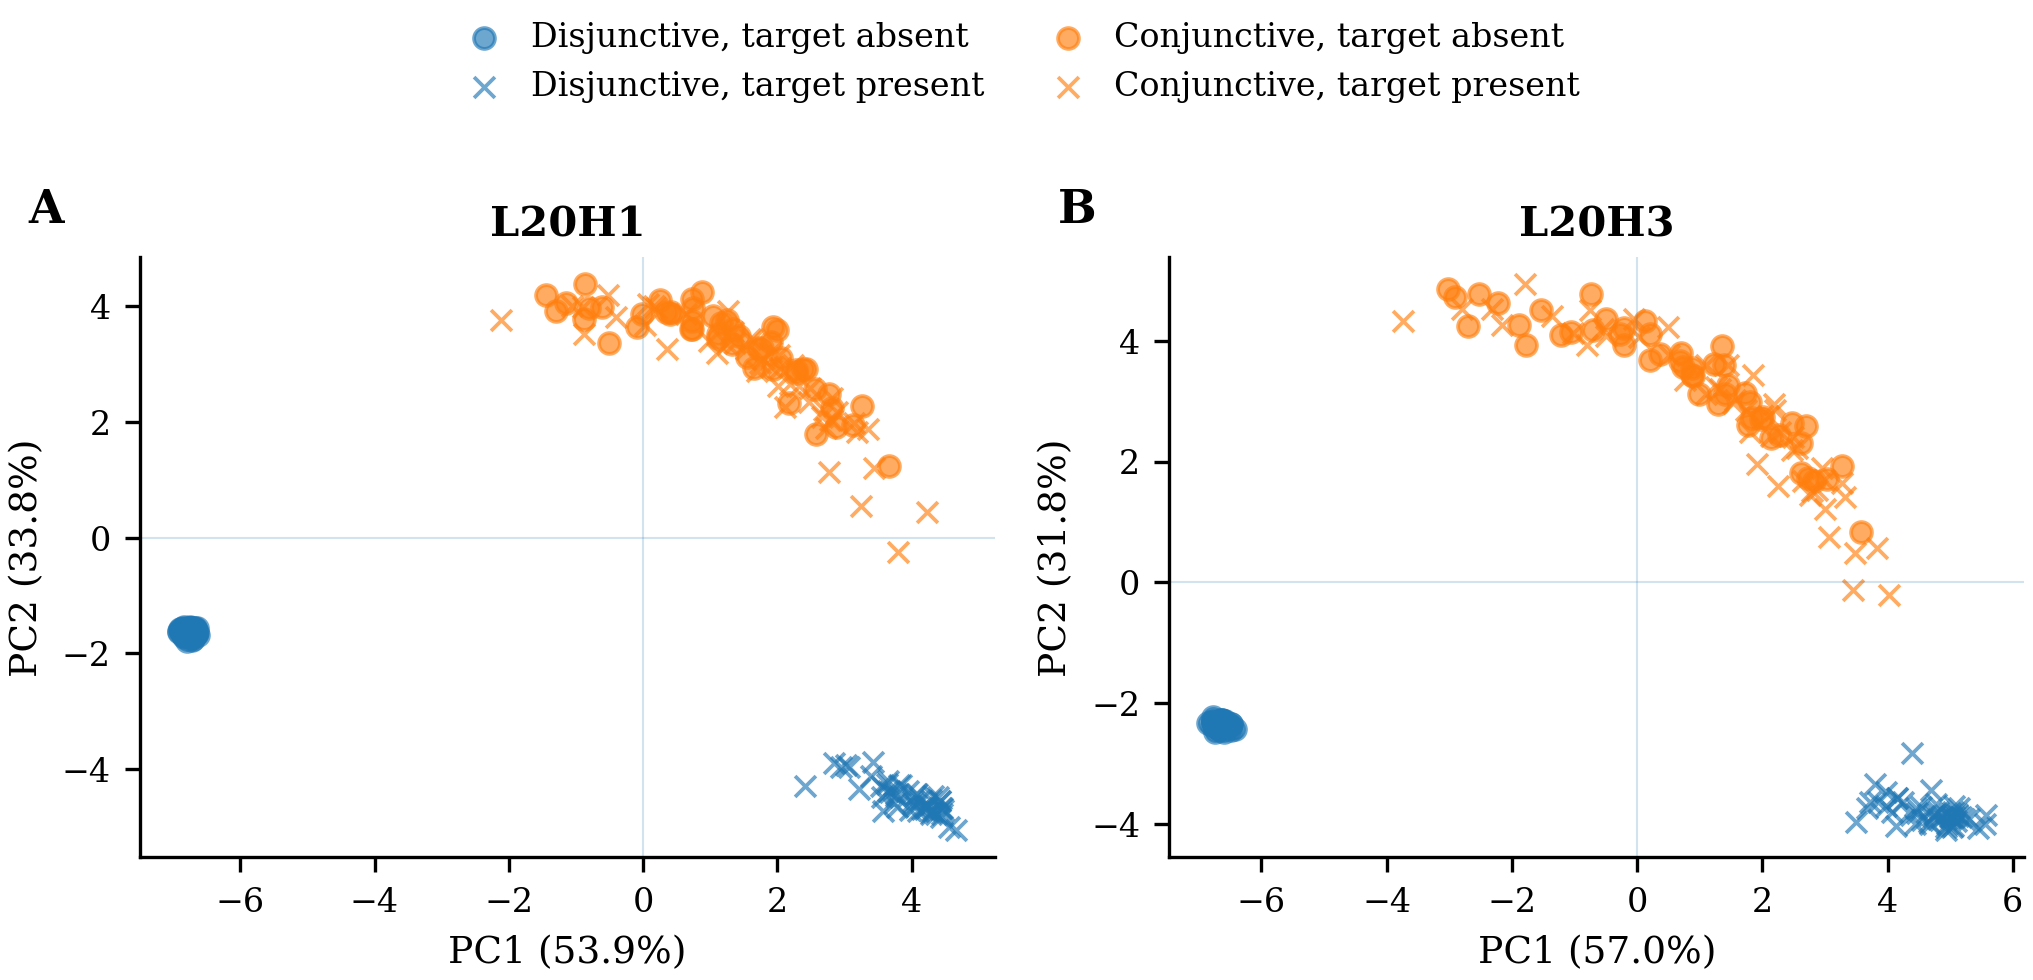 Disjunctive, target absent
Disjunctive, target present
Conjunctive, target absent
Conjunctive, target present
A
L20H1
4
2
0
−2
−4
PC2 (33.8%)
−6
−4
−2
0
2
4
PC1 (53.9%)
B
L20H3
4
2
0
−2
−4
PC2 (31.8%)
−6
−4
−2
0
2
4
6
PC1 (57.0%)